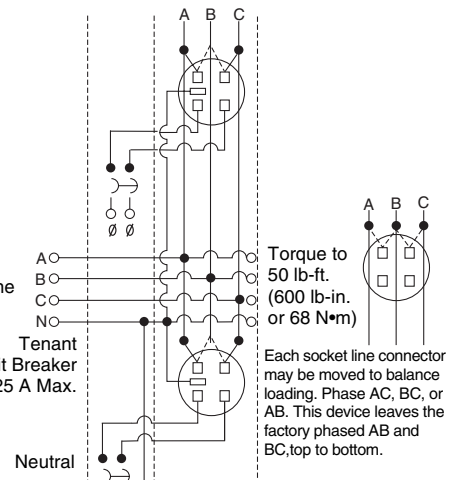 A B C
ø ø
A
B
C
N
Tenant
25 A Max.
Neutral
Torque to
50 lb-ft.
(600 lb-in.
or 68 N•m)
A B C
Each socket line connector
may be moved to balance
loading. Phase AC, BC, or
AB. This device leaves the
factory phased AB and
BC,top to bottom.